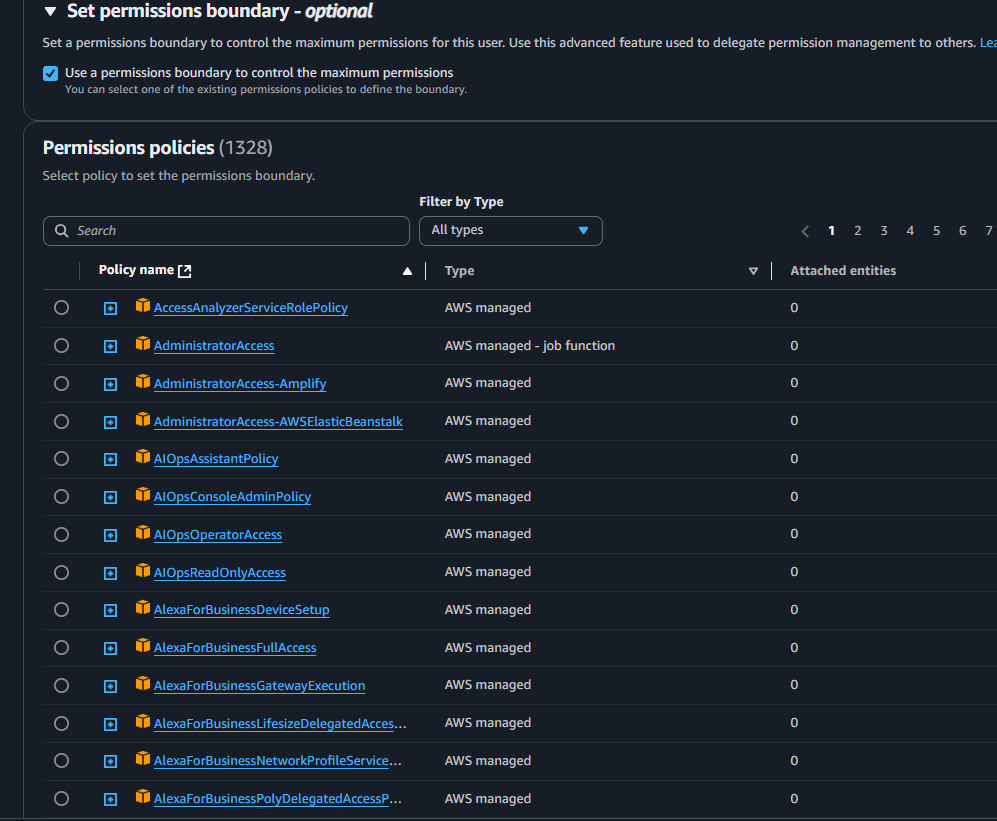 ▼ Set permissions boundary - optional
Set a permissions boundary to control the maximum permissions for this user. Use this advanced feature used to delegate permission management to others. Lea
Use a permissions boundary to control the maximum permissions
You can select one of the existing permissions policies to define the boundary.
Permissions policies (1328)
Select policy to set the permissions boundary.
Filter by Type
Search All types 1 2 3 4 5 6 7
Policy name Type Attached entities
AccessAnalyzerServiceRolePolicy AWS managed 0
AdministratorAccess AWS managed - job function 0
AdministratorAccess-Amplify AWS managed 0
AdministratorAccess-AWSElasticBeanstalk AWS managed 0
AIOpsAssistantPolicy AWS managed 0
AIOpsConsoleAdminPolicy AWS managed 0
AIOpsOperatorAccess AWS managed 0
AIOpsReadOnlyAccess AWS managed 0
AlexaForBusinessDeviceSetup AWS managed 0
AlexaForBusinessFullAccess AWS managed 0
AlexaForBusinessGatewayExecution AWS managed 0
AlexaForBusinessLifesizeDelegatedAcces... AWS managed 0
AlexaForBusinessNetworkProfileService... AWS managed 0
AlexaForBusinessPolyDelegatedAccessP... AWS managed 0